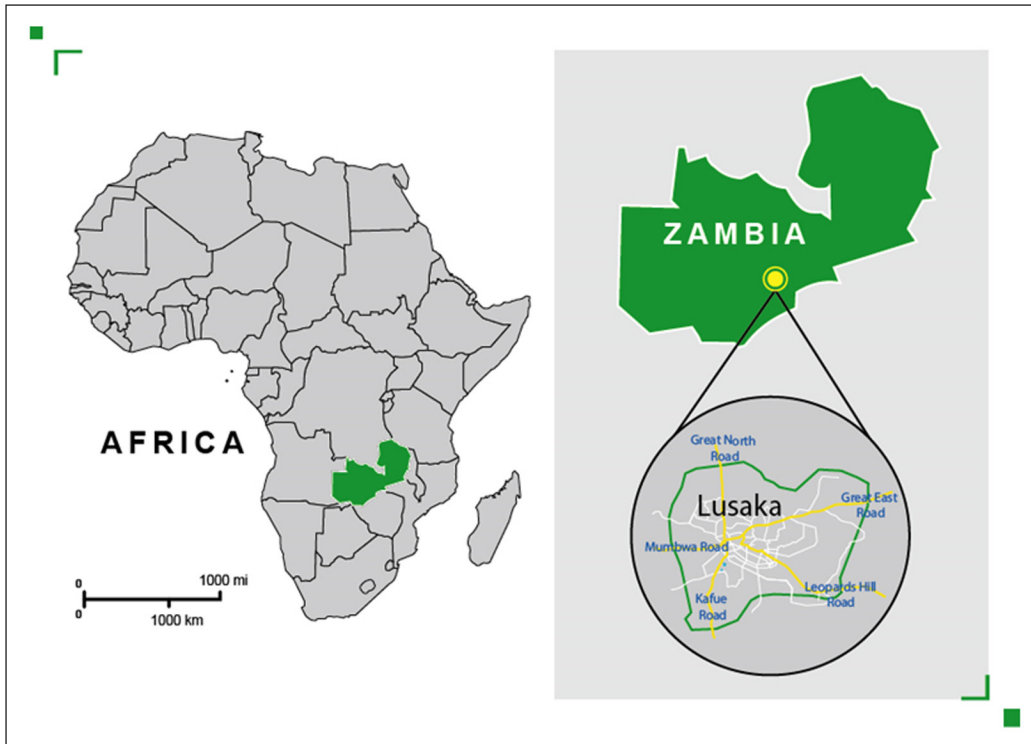 AFRICA
0
1000 mi
0
1000 km
ZAMBIA
Great North
Road
Lusaka
Great East
Road
Mumbwa Road
Leopards Hill
Road
Kafue
Road